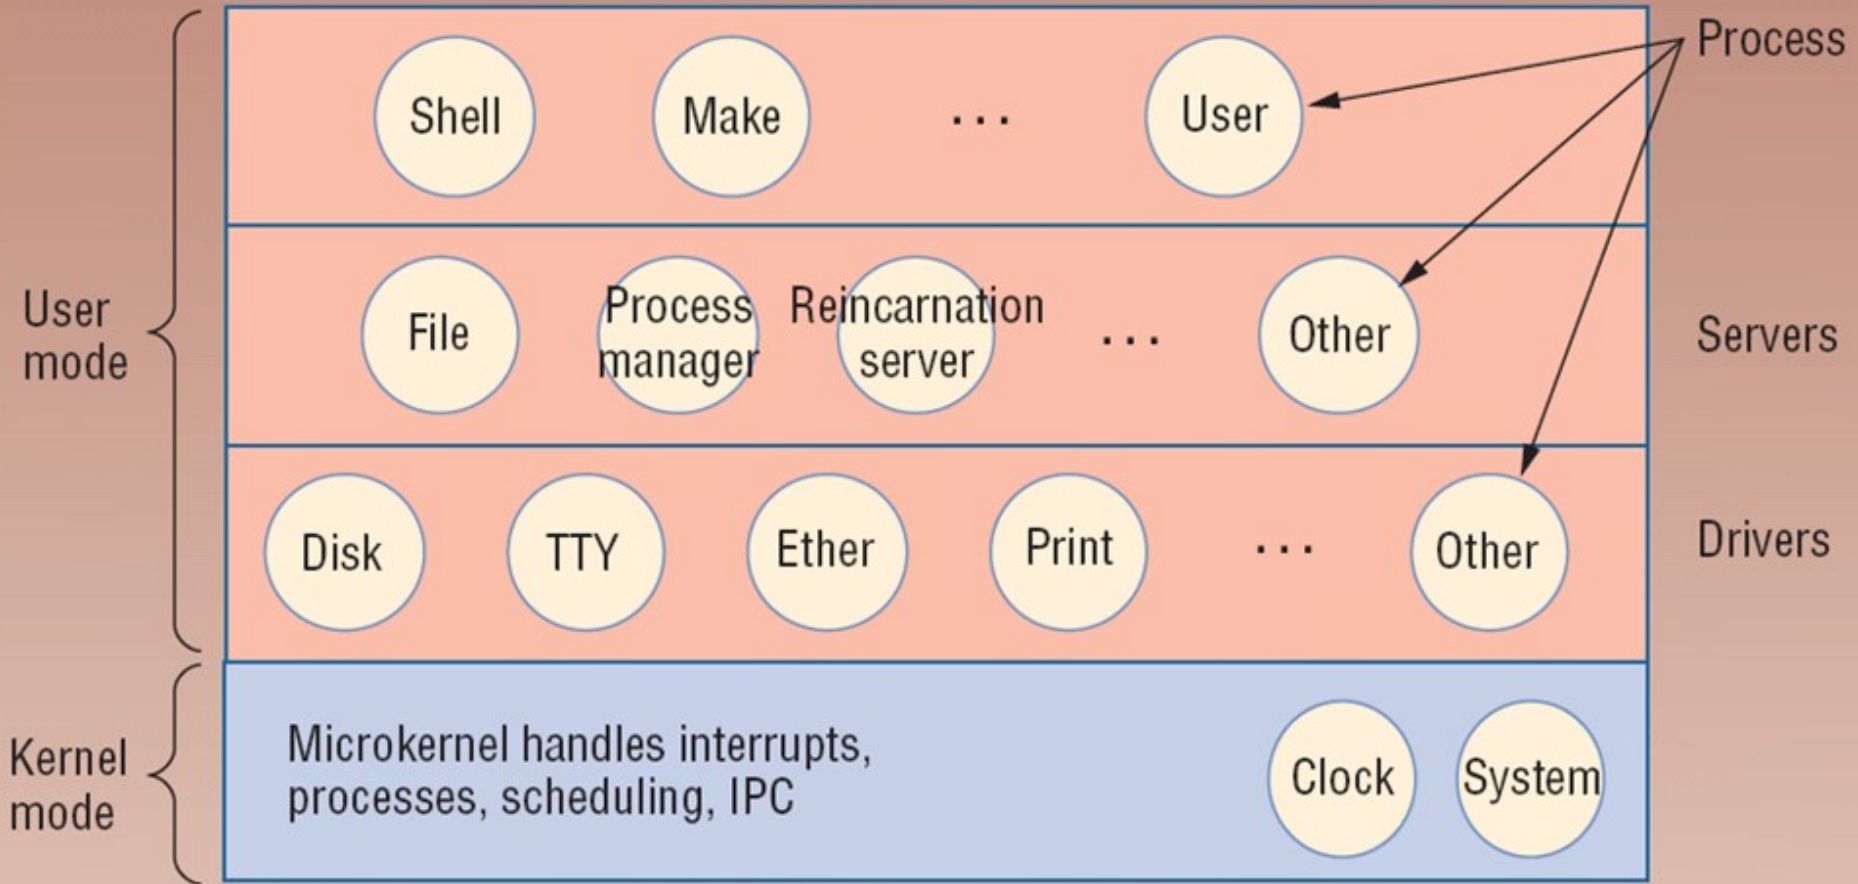 Process
Shell
Make
...
User
User
mode
File
Process
manager
Reincarnation
server
...
Other
Servers
Disk
TTY
Ether
Print
...
Other
Drivers
Kernel
mode
Microkernel handles interrupts,
processes, scheduling, IPC
Clock
System